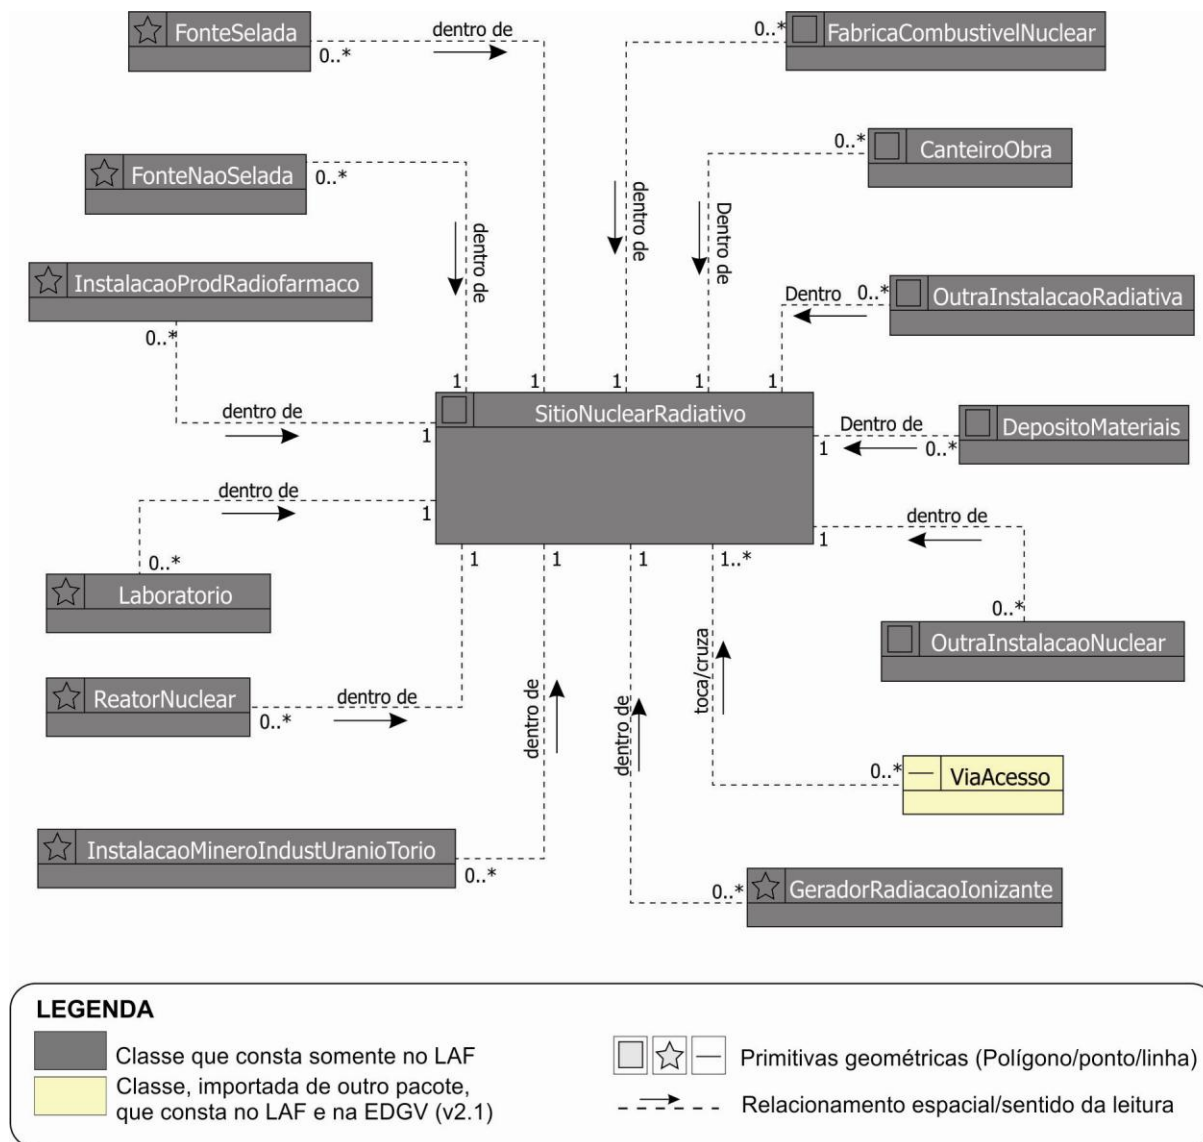 FonteSelada
0..*
dentro de
0..*
FabricaCombustivelNuclear
FonteNaoSelada
0..*
dentro de
dentro de
Dentro de
0..*
CanteiroObra
InstalacaoProdRadiofarmaco
0..*
Dentro
0..*
OutraInstalacaoRadiativa
1
1
1
1
1
dentro de
1
SitioNuclearRadiativo
Dentro de
1
0..*
DepositoMateriais
dentro de
1
0..*
Laboratorio
dentro de
1
0..*
OutraInstalacaoNuclear
1
1
1
1..*
ReatorNuclear
0..*
dentro de
dentro de
dentro de
toca/cruza
0..*
ViaAcesso
InstalacaoMineroIndustUranioTorio
0..*
0..*
GeradorRadiacaoIonizante
LEGENDA
Classe que consta somente no LAF
Classe, importada de outro pacote,
que consta no LAF e na EDGV (v2.1)
Primitivas geométricas (Polígono/ponto/linha)
Relacionamento espacial/sentido da leitura